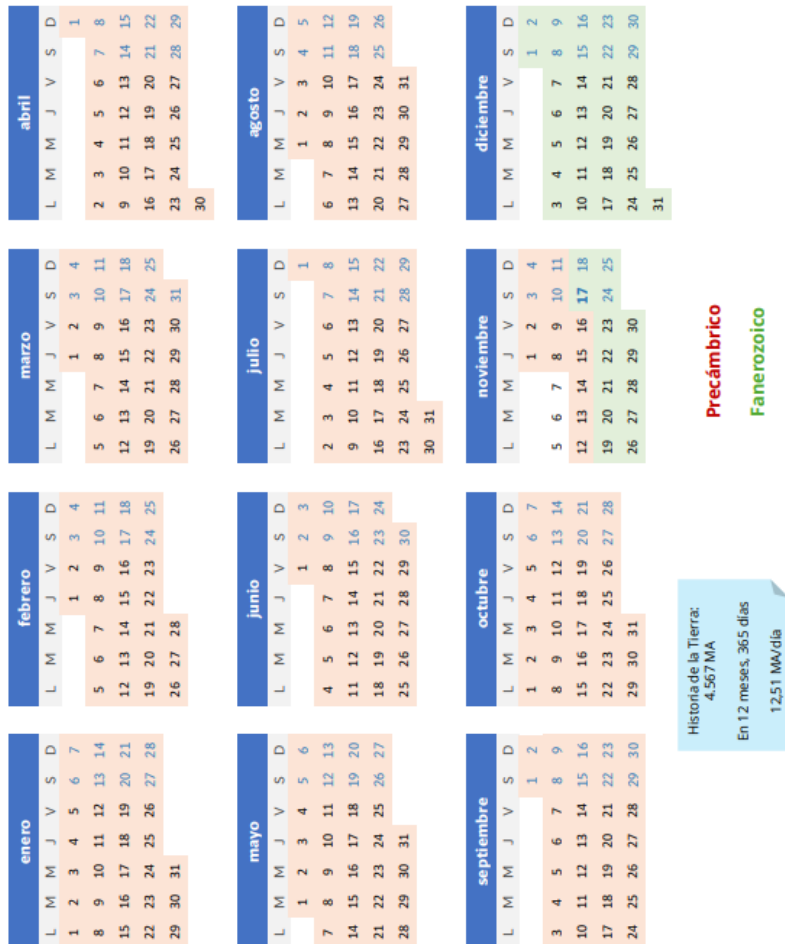 enero
L M M J V S D
1 2 3 4 5 6 7
8 9 10 11 12 13 14
15 16 17 18 19 20 21
22 23 24 25 26 27 28
29 30 31
febrero
L M M J V S D
1 2 3 4
5 6 7 8 9 10 11
12 13 14 15 16 17 18
19 20 21 22 23 24 25
26 27 28
marzo
L M M J V S D
1 2 3 4
5 6 7 8 9 10 11
12 13 14 15 16 17 18
19 20 21 22 23 24 25
26 27 28 29 30 31
abril
L M M J V S D
1
2 3 4 5 6 7 8
9 10 11 12 13 14 15
16 17 18 19 20 21 22
23 24 25 26 27 28 29
30
mayo
L M M J V S D
1 2 3 4 5 6
7 8 9 10 11 12 13
14 15 16 17 18 19 20
21 22 23 24 25 26 27
28 29 30 31
junio
L M M J V S D
1 2 3
4 5 6 7 8 9 10
11 12 13 14 15 16 17
18 19 20 21 22 23 24
25 26 27 28 29 30
julio
L M M J V S D
1
2 3 4 5 6 7 8
9 10 11 12 13 14 15
16 17 18 19 20 21 22
23 24 25 26 27 28 29
30 31
agosto
L M M J V S D
1 2 3 4 5
6 7 8 9 10 11 12
13 14 15 16 17 18 19
20 21 22 23 24 25 26
27 28 29 30 31
septiembre
L M M J V S D
1 2
3 4 5 6 7 8 9
10 11 12 13 14 15 16
17 18 19 20 21 22 23
24 25 26 27 28 29 30
octubre
L M M J V S D
1 2 3 4 5 6 7
8 9 10 11 12 13 14
15 16 17 18 19 20 21
22 23 24 25 26 27 28
29 30 31
noviembre
L M M J V S D
1 2 3 4
5 6 7 8 9 10 11
12 13 14 15 16 17 18
19 20 21 22 23 24 25
26 27 28 29 30
diciembre
L M M J V S D
1 2
3 4 5 6 7 8 9
10 11 12 13 14 15 16
17 18 19 20 21 22 23
24 25 26 27 28 29 30
31
Historia de la Tierra:
4.567 MA
En 12 meses, 365 días
12,51 MA/día
Precámbrico
Fanerozoico